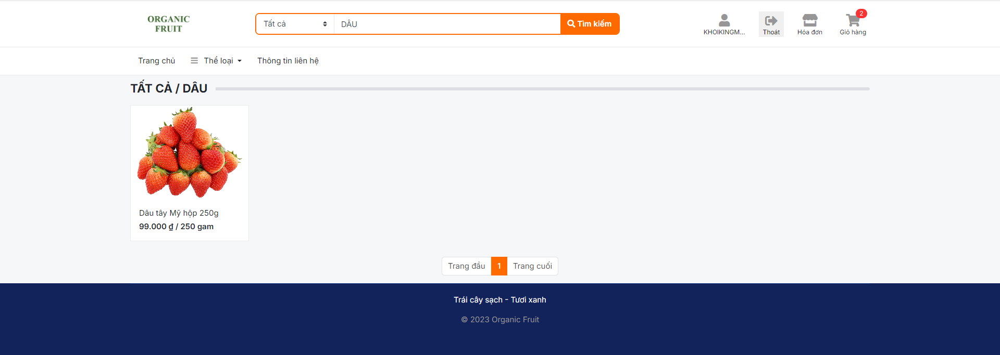 ORGANIC
FRUIT
Tất cả
DÂU
Tìm kiếm
KHOIKINGM...
Thoát
Hóa đơn
2
Giỏ hàng
Trang chủ
Thể loại
Thông tin liên hệ
TẤT CẢ / DÂU
Dâu tây Mỹ hộp 250g
99.000 ₫ / 250 gam
Trang đầu
1
Trang cuối
Trái cây sạch - Tươi xanh
© 2023 Organic Fruit